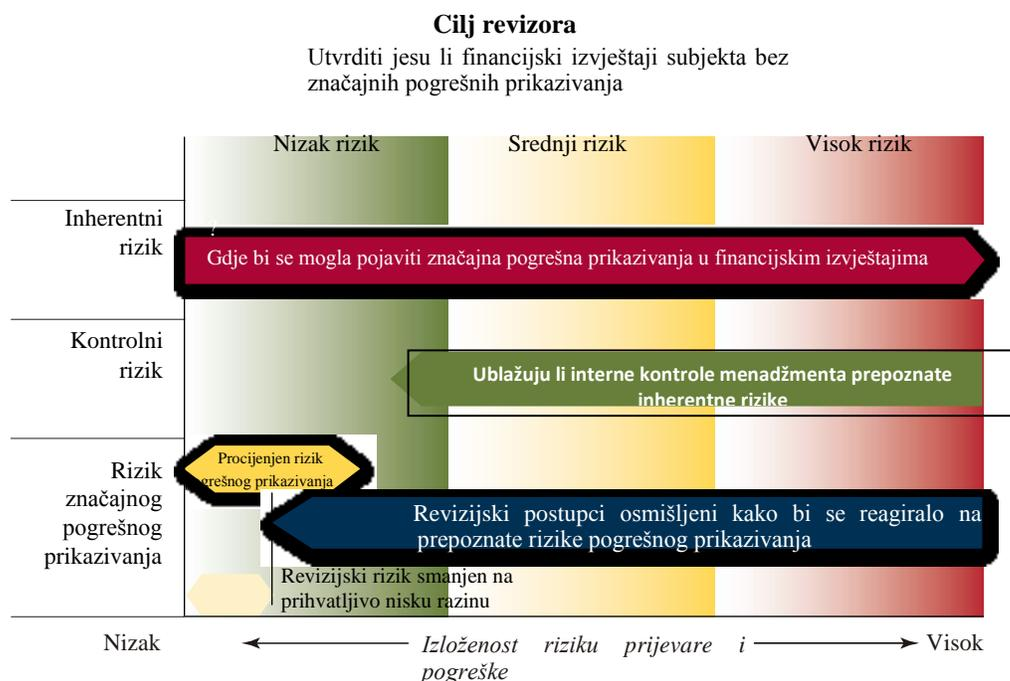 Cilj revizora
Utvrditi jesu li financijski izvještaji subjekta bez
značajnih pogrešnih prikazivanja
Nizak rizik
Srednji rizik
Visok rizik
Inherentni
rizik
?
Gdje bi se mogla pojaviti značajna pogrešna prikazivanja u financijskim izvještajima
Kontrolni
rizik
Ublažuju li interne kontrole menadžmenta prepoznate
inherentne rizike
Rizik
značajnog
pogrešnog
prikazivanja
Procijenjen rizik
grešnog prikazivanja
Revizijski postupci osmišljeni kako bi se reagiralo na
prepoznate rizike pogrešnog prikazivanja
Revizijski rizik smanjen na
prihvatljivo nisku razinu
Nizak
Izloženost riziku prijevare i
pogreške
Visok